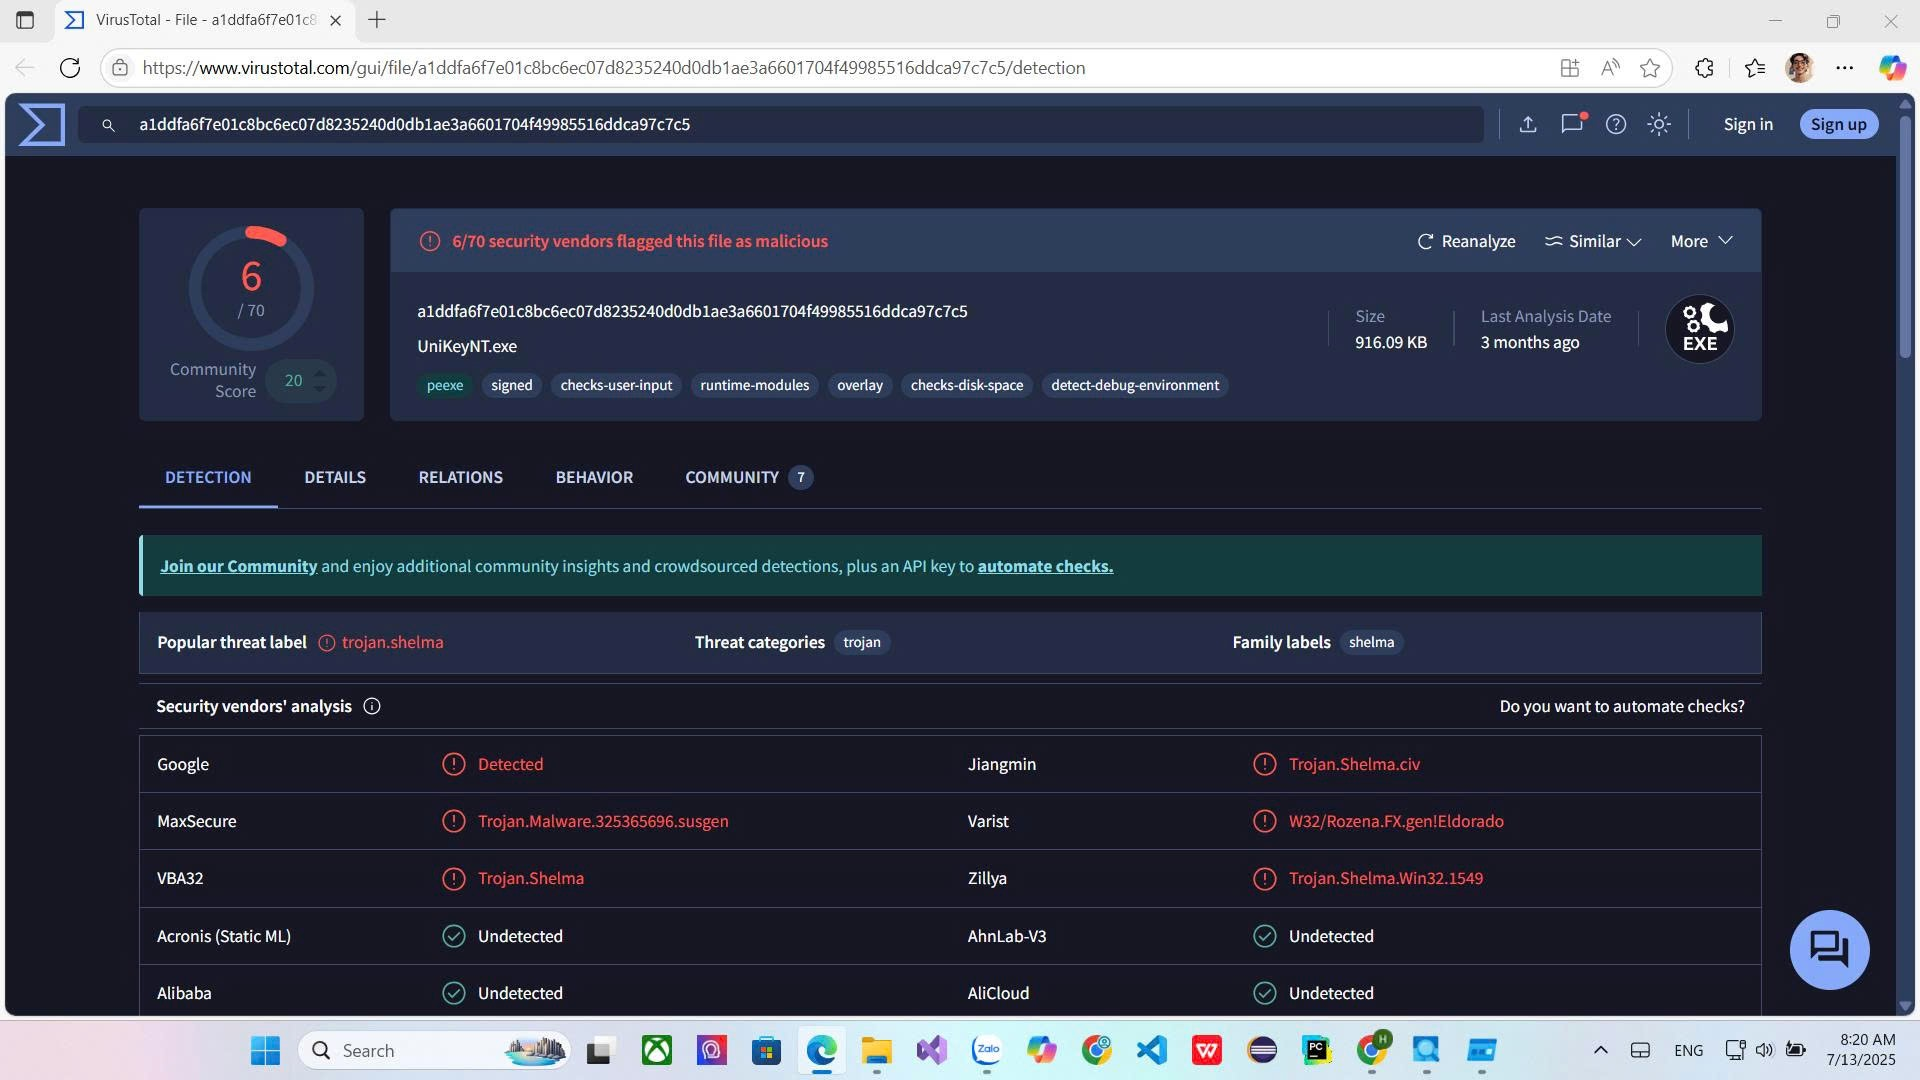 VirusTotal - File - a1ddfa6f7e01c8
https://www.virustotal.com/gui/file/a1ddfa6f7e01c8bc6ec07d8235240d0db1ae3a6601704f49985516ddca97c7c5/detection
a1ddfa6f7e01c8bc6ec07d8235240d0db1ae3a6601704f49985516ddca97c7c5
Sign in
Sign up
6
/ 70
Community Score
20
6/70 security vendors flagged this file as malicious
Reanalyze
Similar
More
a1ddfa6f7e01c8bc6ec07d8235240d0db1ae3a6601704f49985516ddca97c7c5
UniKeyNT.exe
Size
916.09 KB
Last Analysis Date
3 months ago
EXE
peexe signed checks-user-input runtime-modules overlay checks-disk-space detect-debug-environment
DETECTION DETAILS RELATIONS BEHAVIOR COMMUNITY 7
Join our Community and enjoy additional community insights and crowdsourced detections, plus an API key to automate checks.
Popular threat label trojan.shelma Threat categories trojan Family labels shelma
Security vendors' analysis Do you want to automate checks?
Google Detected Jiangmin Trojan.Shelma.civ
MaxSecure Trojan.Malware.325365696.susgen Varist W32/Rozena.FX.gen!Eldorado
VBA32 Trojan.Shelma Zillya Trojan.Shelma.Win32.1549
Acronis (Static ML) Undetected AhnLab-V3 Undetected
Alibaba Undetected AliCloud Undetected
Search
Zalo
PC
H
ENG
8:20 AM
7/13/2025